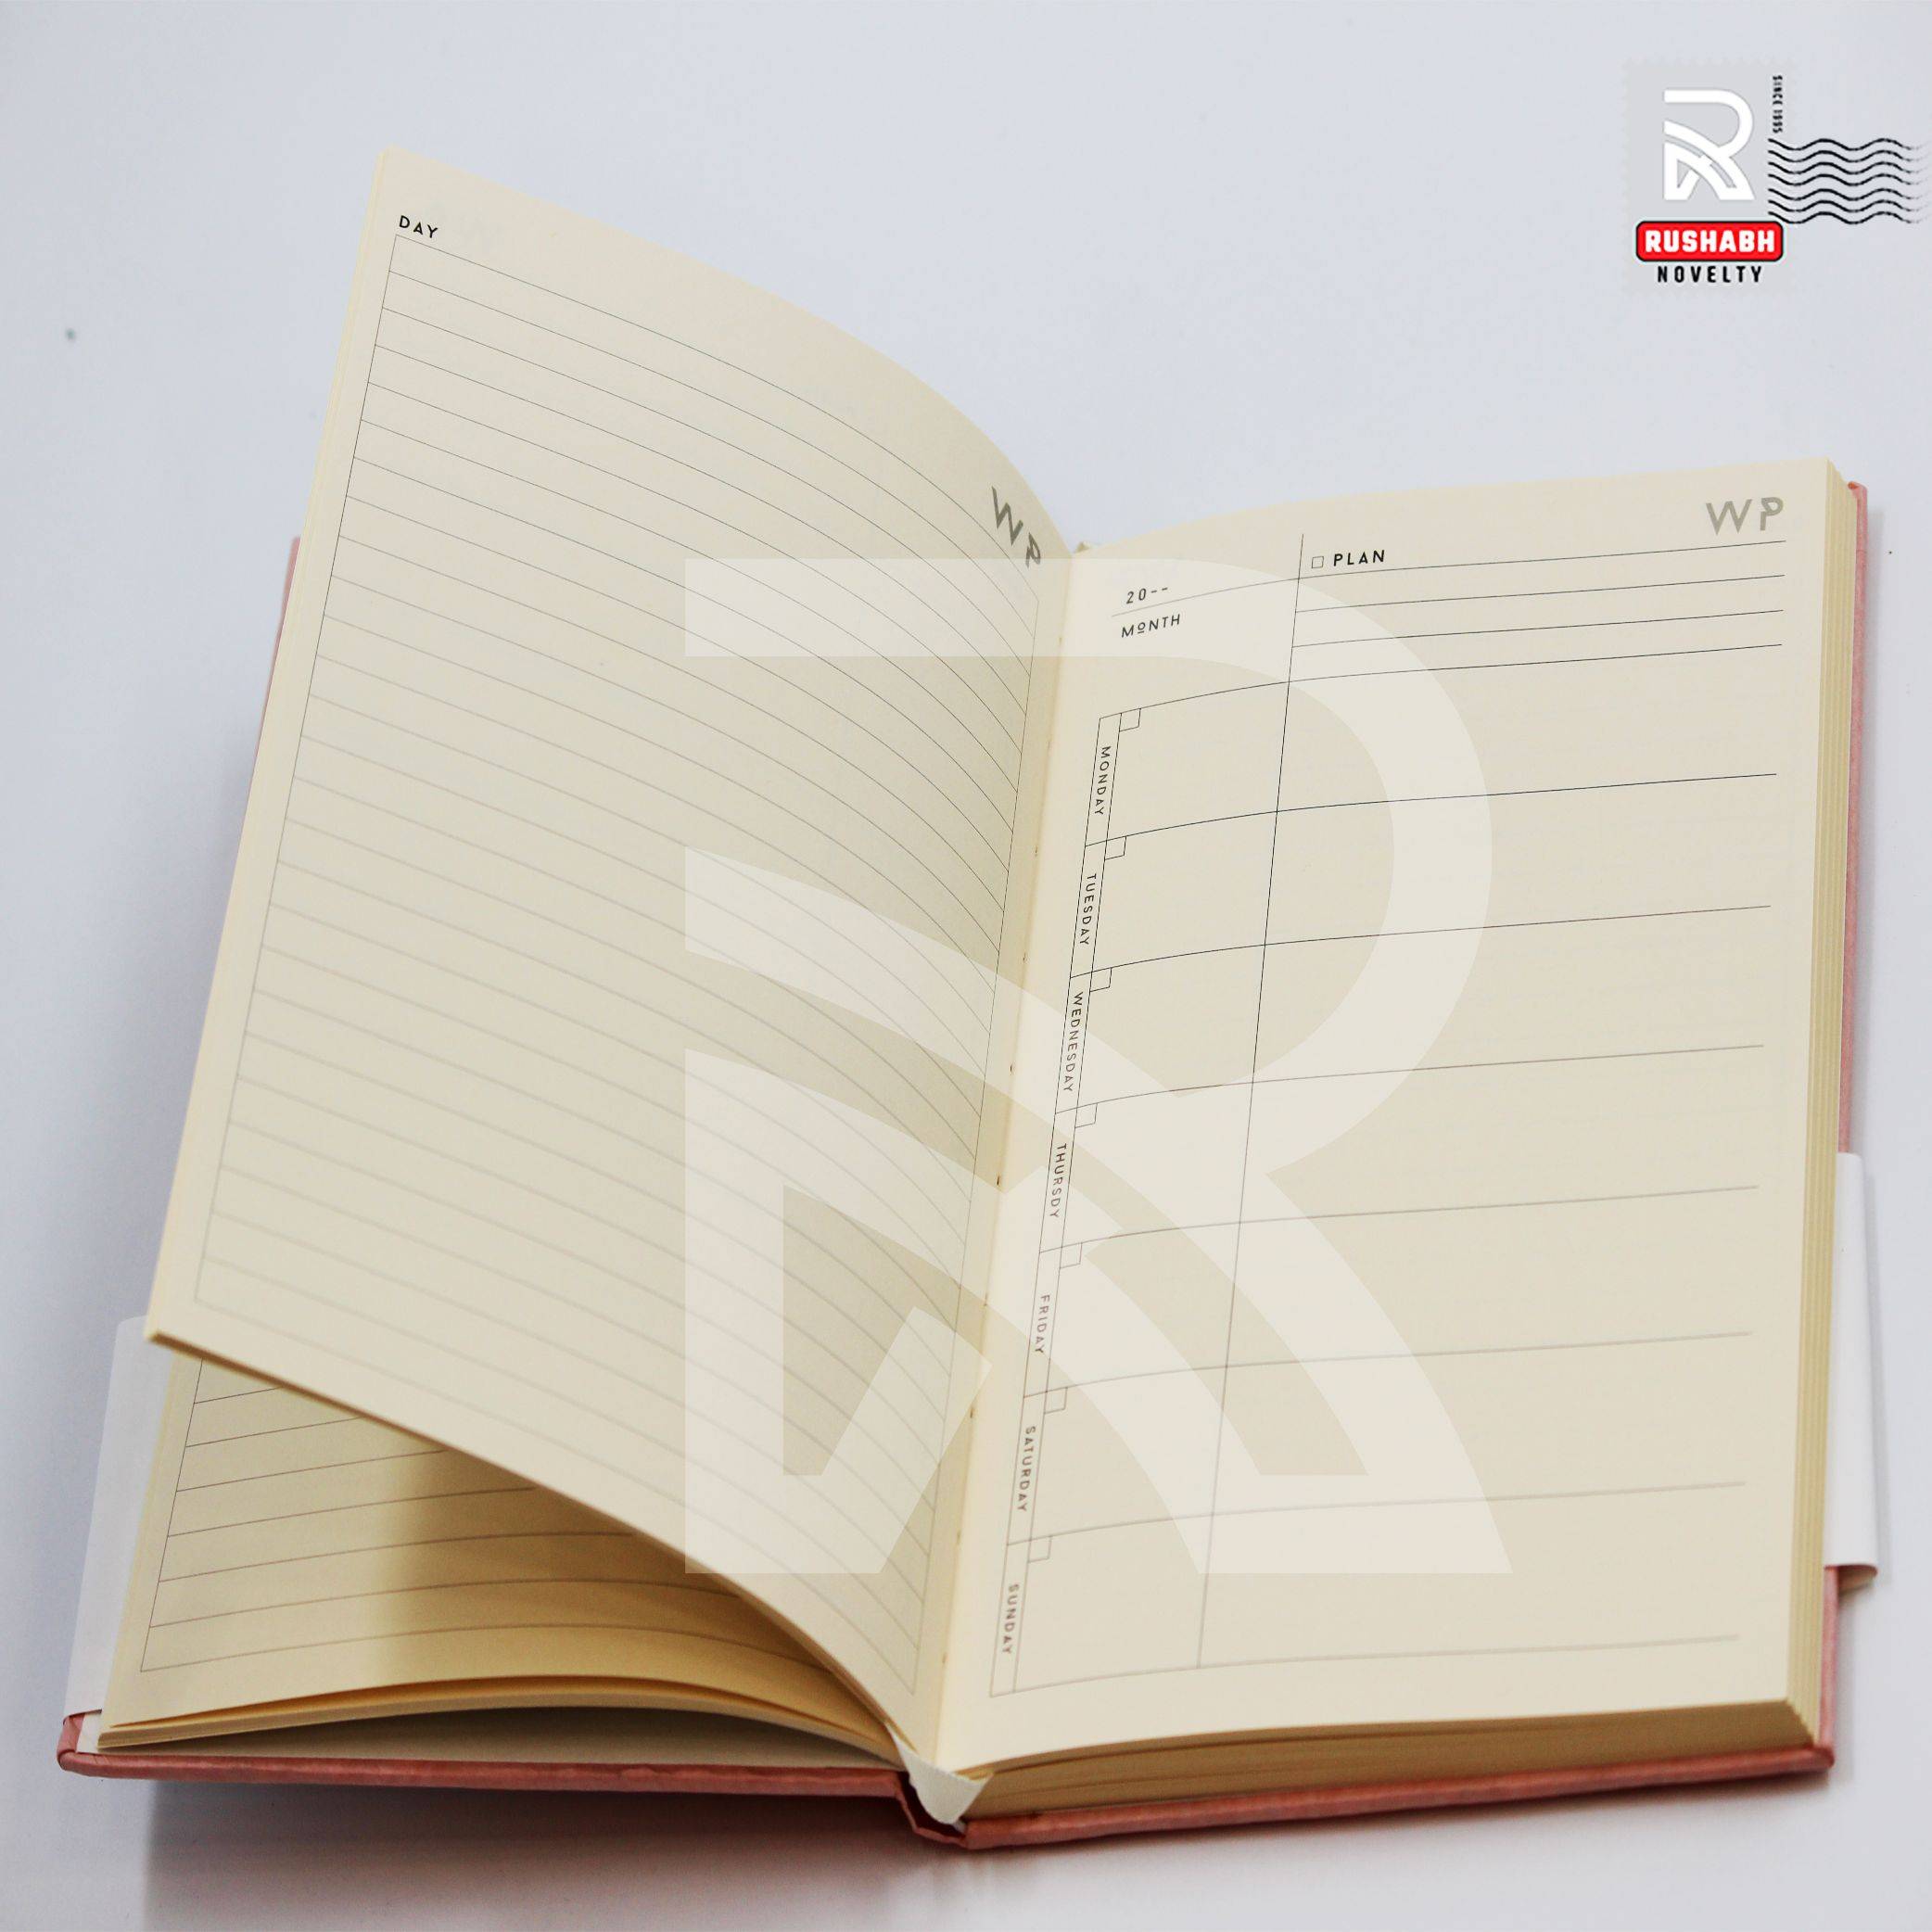 SINCE 1995
R
RUSHABH
NOVELTY
DAY
WP
WP
PLAN
20--
MONTH
MONDAY
TUESDAY
WEDNESDAY
THURSDY
FRIDAY
SATURDAY
SUNDAY